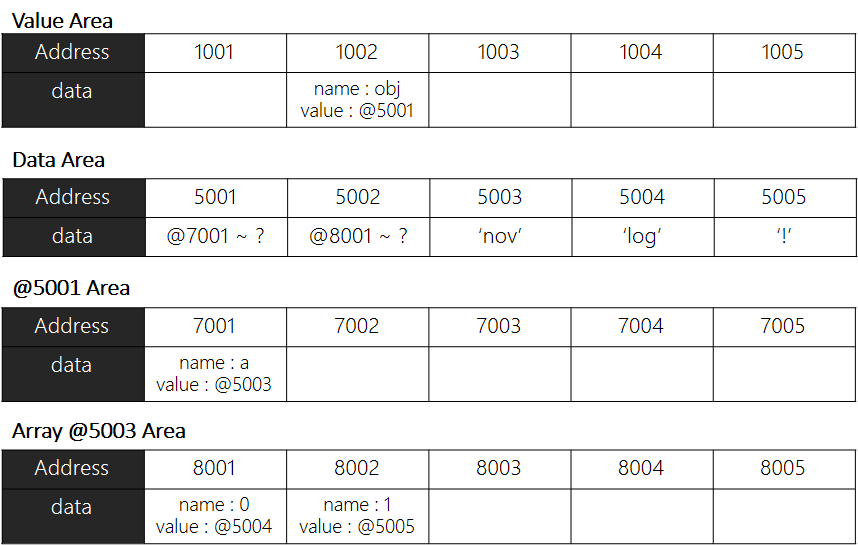 Value Area
Address 1001 1002 1003 1004 1005
data name : obj
value : @5001
Data Area
Address 5001 5002 5003 5004 5005
data @7001 ~ ? @8001 ~ ? ‘nov’ ‘log’ ‘!’
@5001 Area
Address 7001 7002 7003 7004 7005
data name : a
value : @5003
Array @5003 Area
Address 8001 8002 8003 8004 8005
data name : 0 name : 1
value : @5004 value : @5005